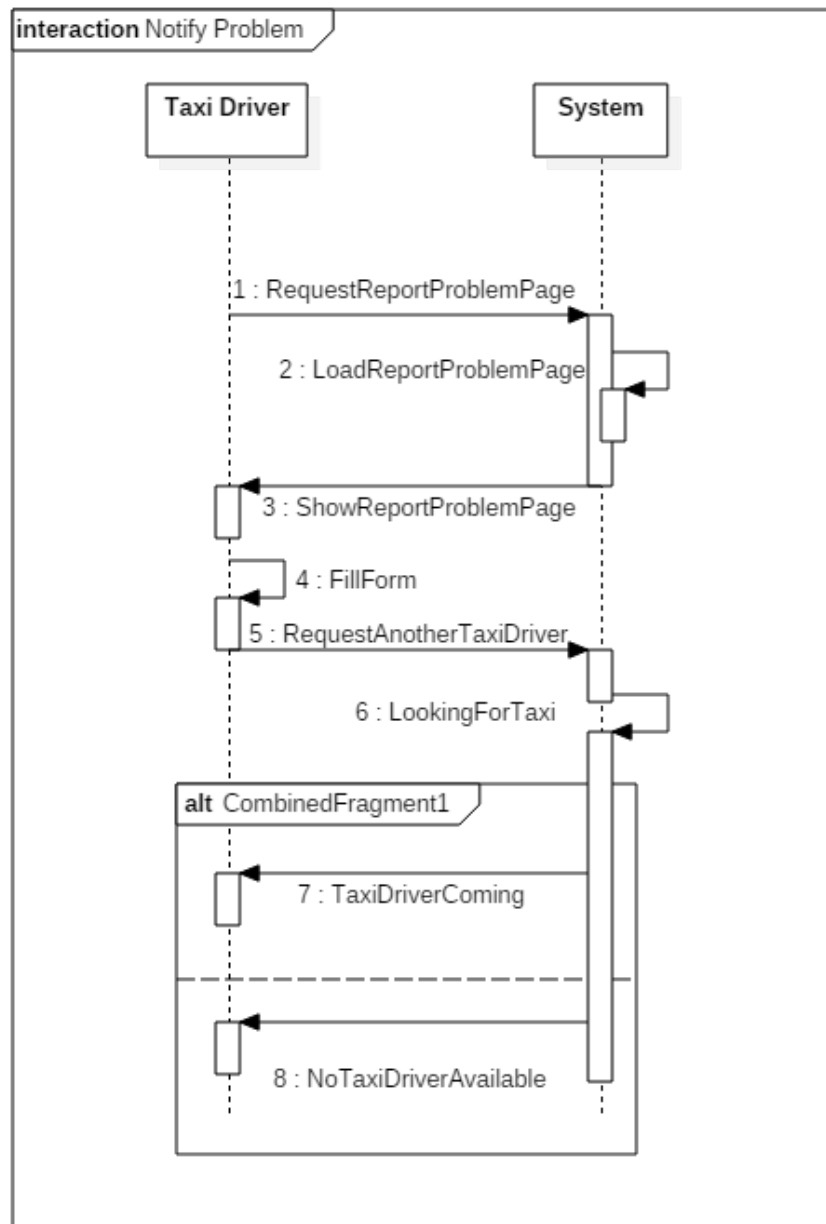 interaction Notify Problem
Taxi Driver
System
1 : RequestReportProblemPage
2 : LoadReportProblemPage
3 : ShowReportProblemPage
4 : FillForm
5 : RequestAnotherTaxiDriver
6 : LookingForTaxi
alt CombinedFragment1
7 : TaxiDriverComing
8 : NoTaxiDriverAvailable